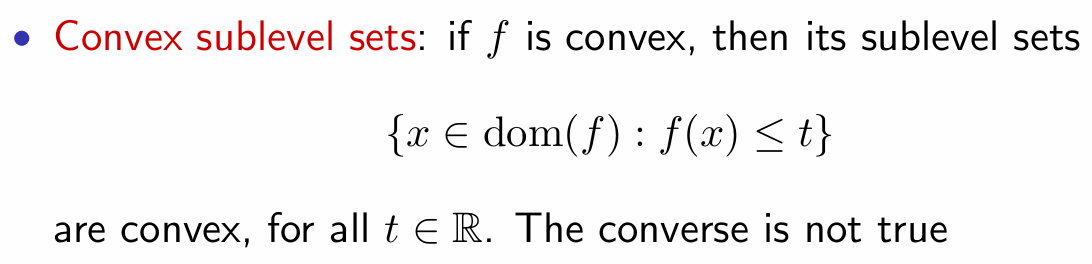 • Convex sublevel sets: if f is convex, then its sublevel sets
{x ∈ dom(f) : f(x) ≤ t}
are convex, for all t ∈ ℝ. The converse is not true